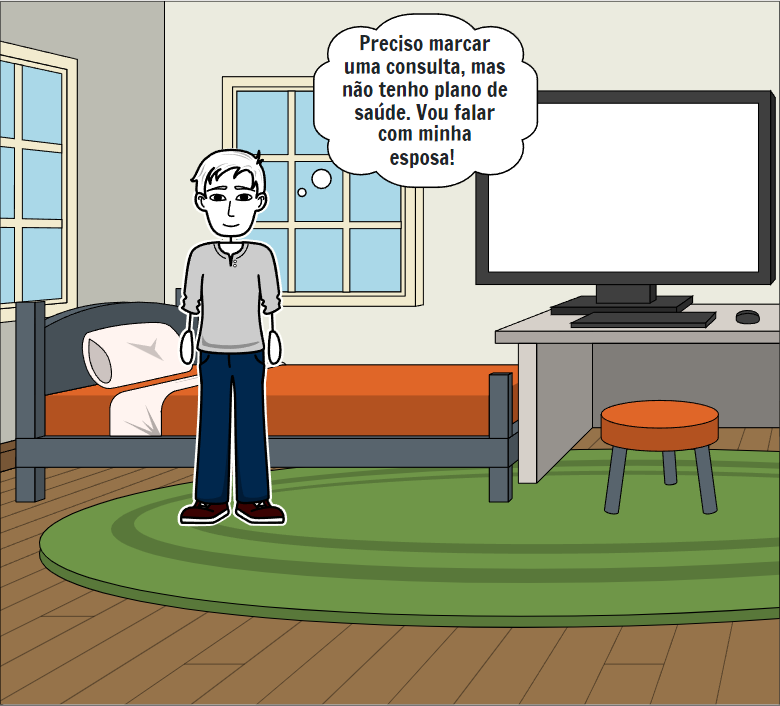 Preciso marcar
uma consulta, mas
não tenho plano de
saúde. Vou falar
com minha
esposa!